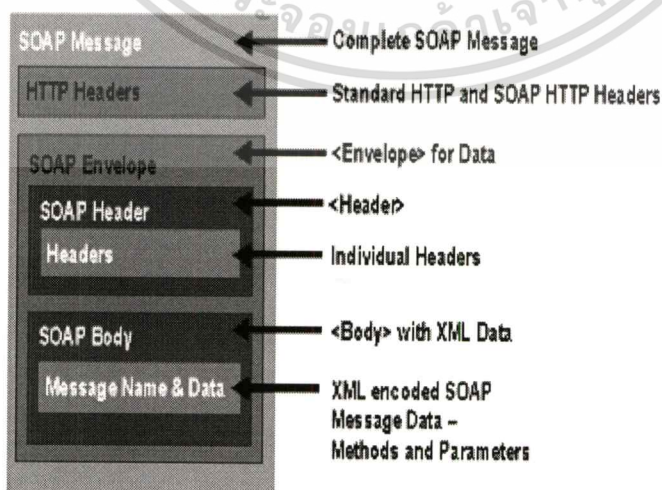 SOAP Message
Complete SOAP Message
HTTP Headers
Standard HTTP and SOAP HTTP Headers
SOAP Envelope
<Envelope> for Data
SOAP Header
<Header>
Headers
Individual Headers
SOAP Body
<Body> with XML Data
Message Name & Data
XML encoded SOAP
Message Data –
Methods and Parameters